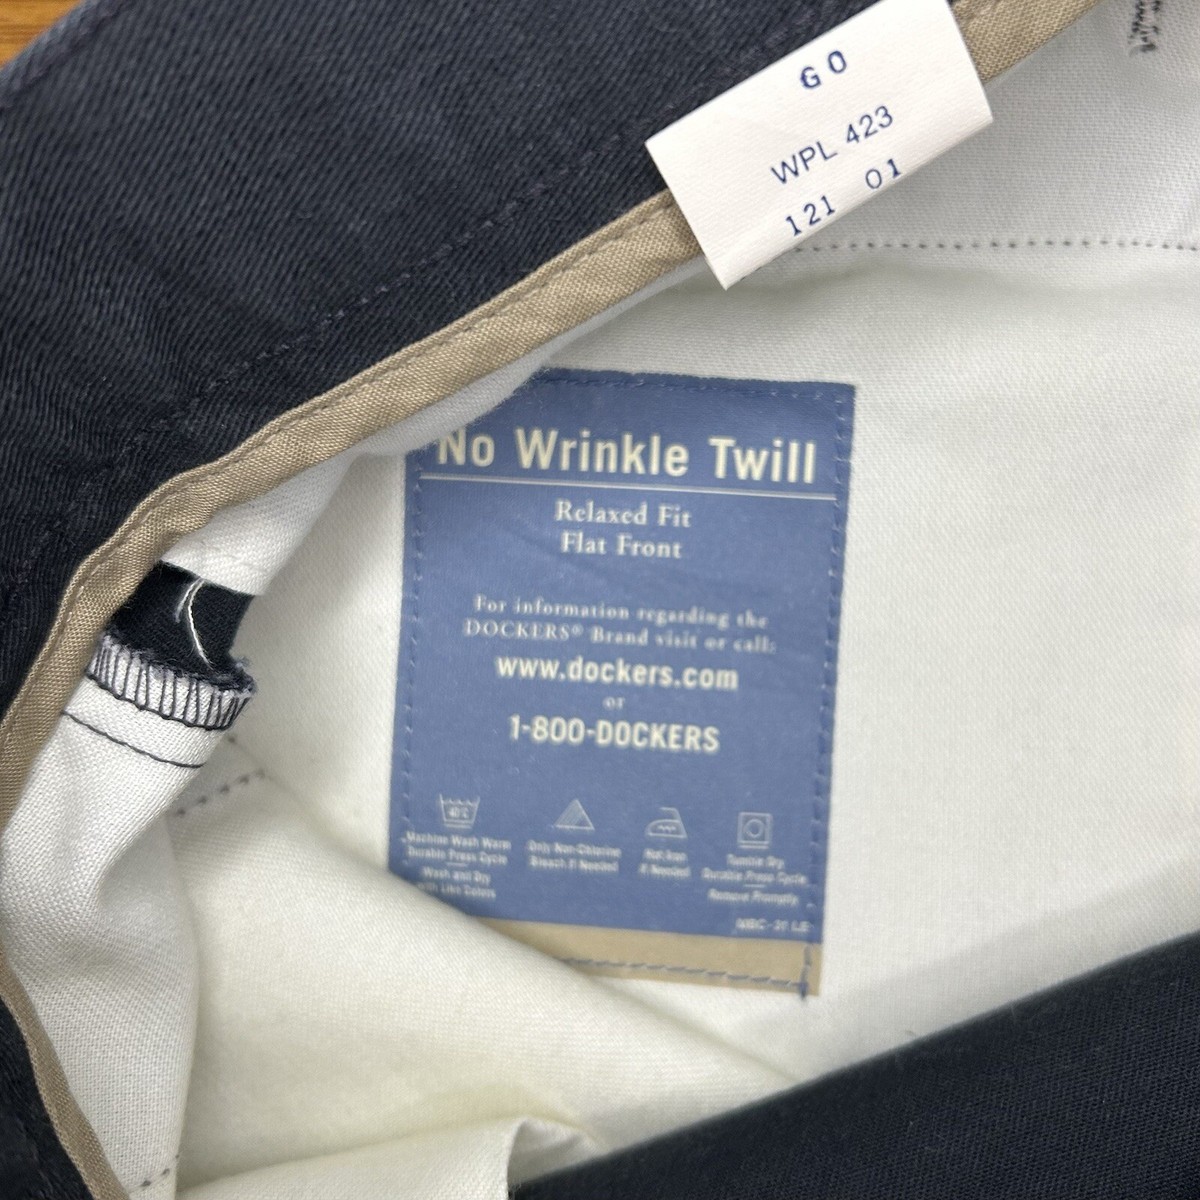 GO
WPL 423
121 01
No Wrinkle Twill
Relaxed Fit
Flat Front
For information regarding the
DOCKERS® Brand visit or call:
www.dockers.com
or
1-800-DOCKERS
40°C
Machine Wash Warm
Durable Press Cycle
Wash and Dry
with Like Colors
Only Non-Chlorine
Bleach if Needed
Hot Iron
if Needed
Tumble Dry
Durable Press Cycle
Remove Promptly